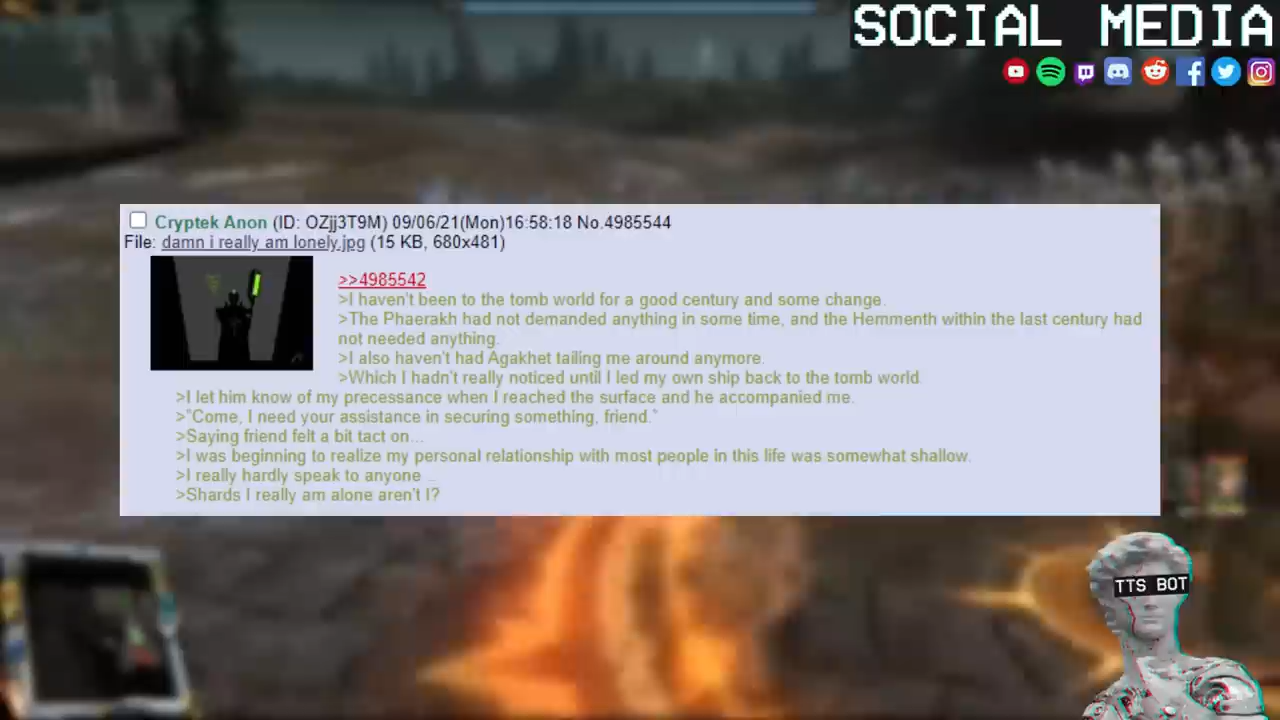 SOCIAL MEDIA
Cryptek Anon (ID: OZjj3T9M) 09/06/21(Mon)16:58:18 No.4985544
File: damn i really am lonely.jpg (15 KB, 680x481)
>>4985542
>I haven't been to the tomb world for a good century and some change.
>The Phaerakh had not demanded anything in some time, and the Hemmenth within the last century had
not needed anything.
>I also haven't had Agakhet tailing me around anymore.
>Which I hadn't really noticed until I led my own ship back to the tomb world.
>I let him know of my precessance when I reached the surface and he accompanied me.
>"Come, I need your assistance in securing something, friend."
>Saying friend felt a bit tact on...
>I was beginning to realize my personal relationship with most people in this life was somewhat shallow.
>I really hardly speak to anyone ..
>Shards I really am alone aren't I?
TTS BOT